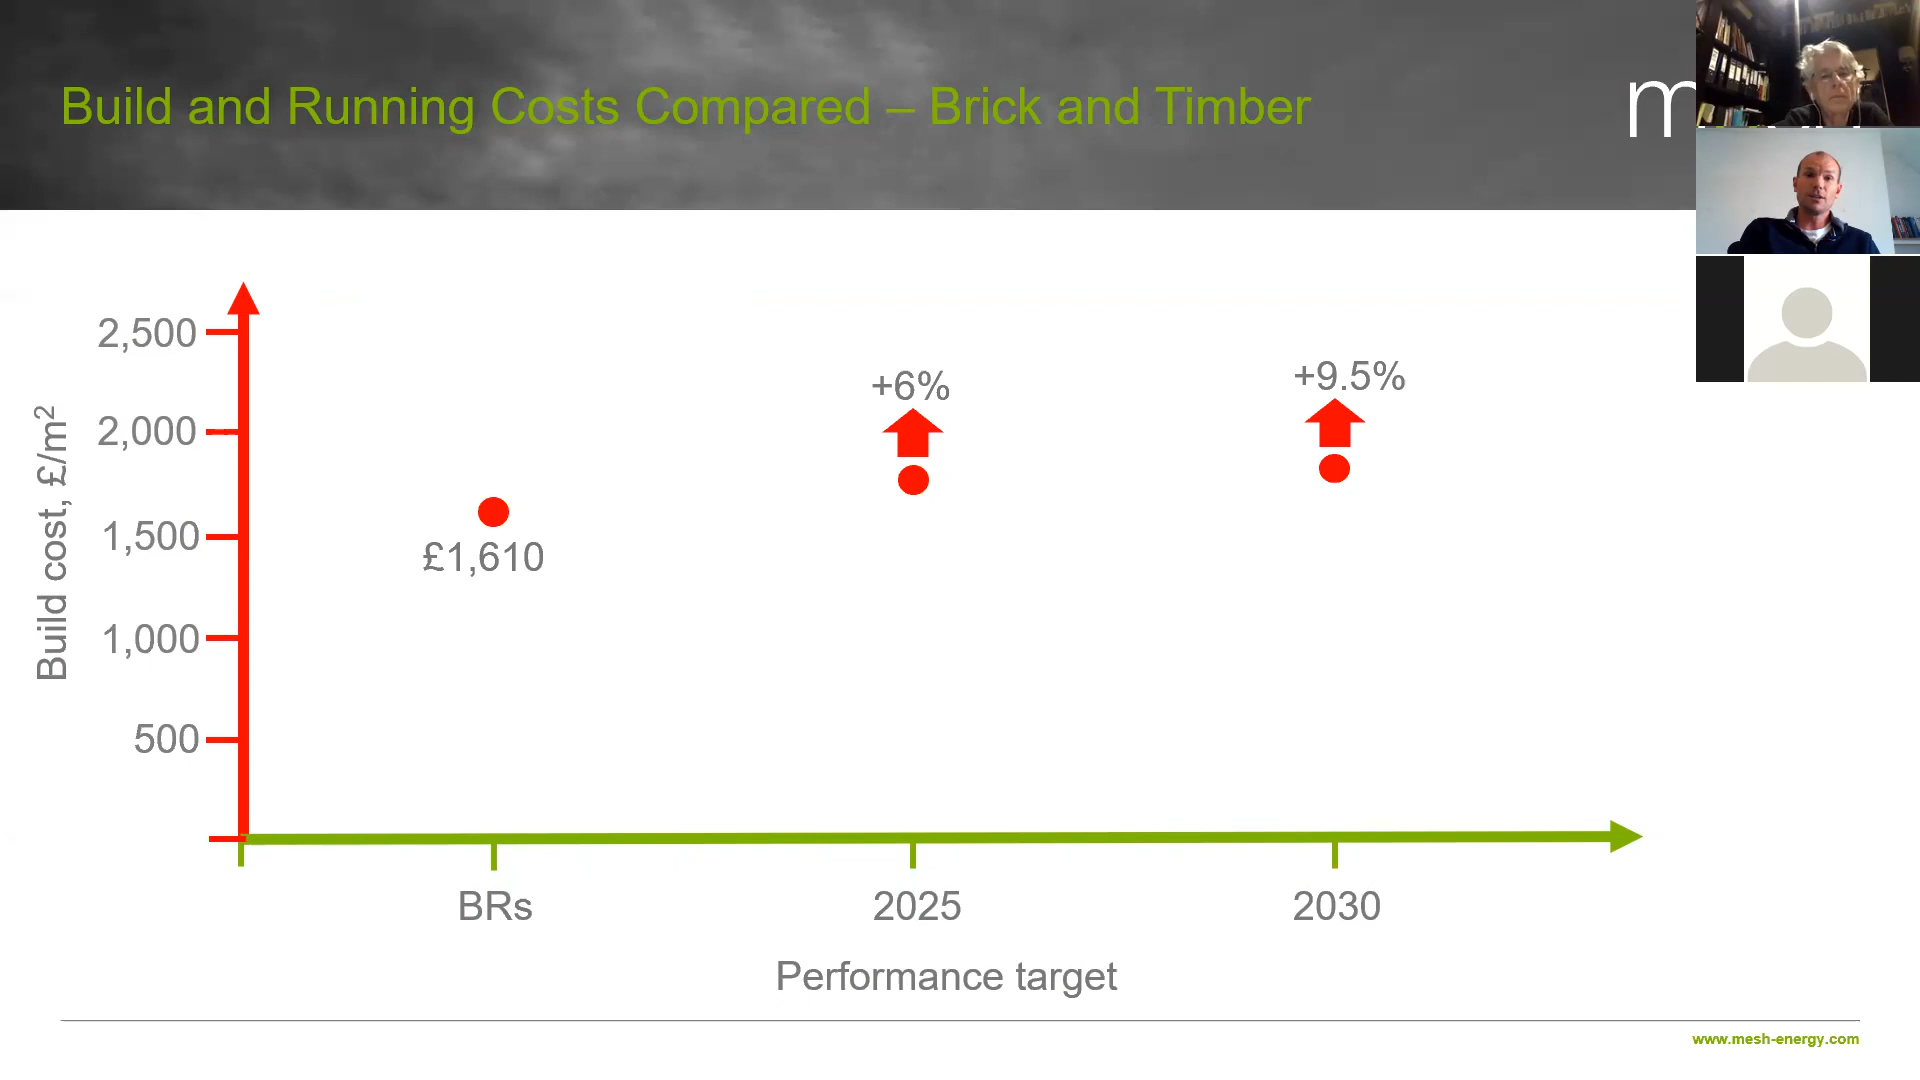 Build and Running Costs Compared – Brick and Timber
2,500
2,000
1,500
1,000
500
Build cost, £/m²
£1,610
+6%
+9.5%
BRs
2025
2030
Performance target
www.mesh-energy.com